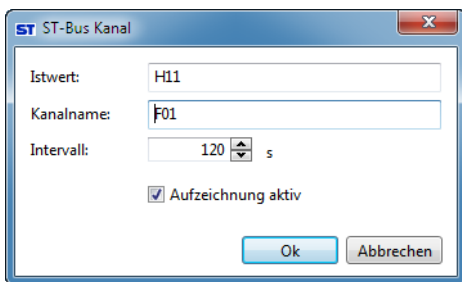 ST ST-Bus Kanal
Istwert: H11
Kanalname: F01
Intervall: 120 s
Aufzeichnung aktiv
Ok Abbrechen